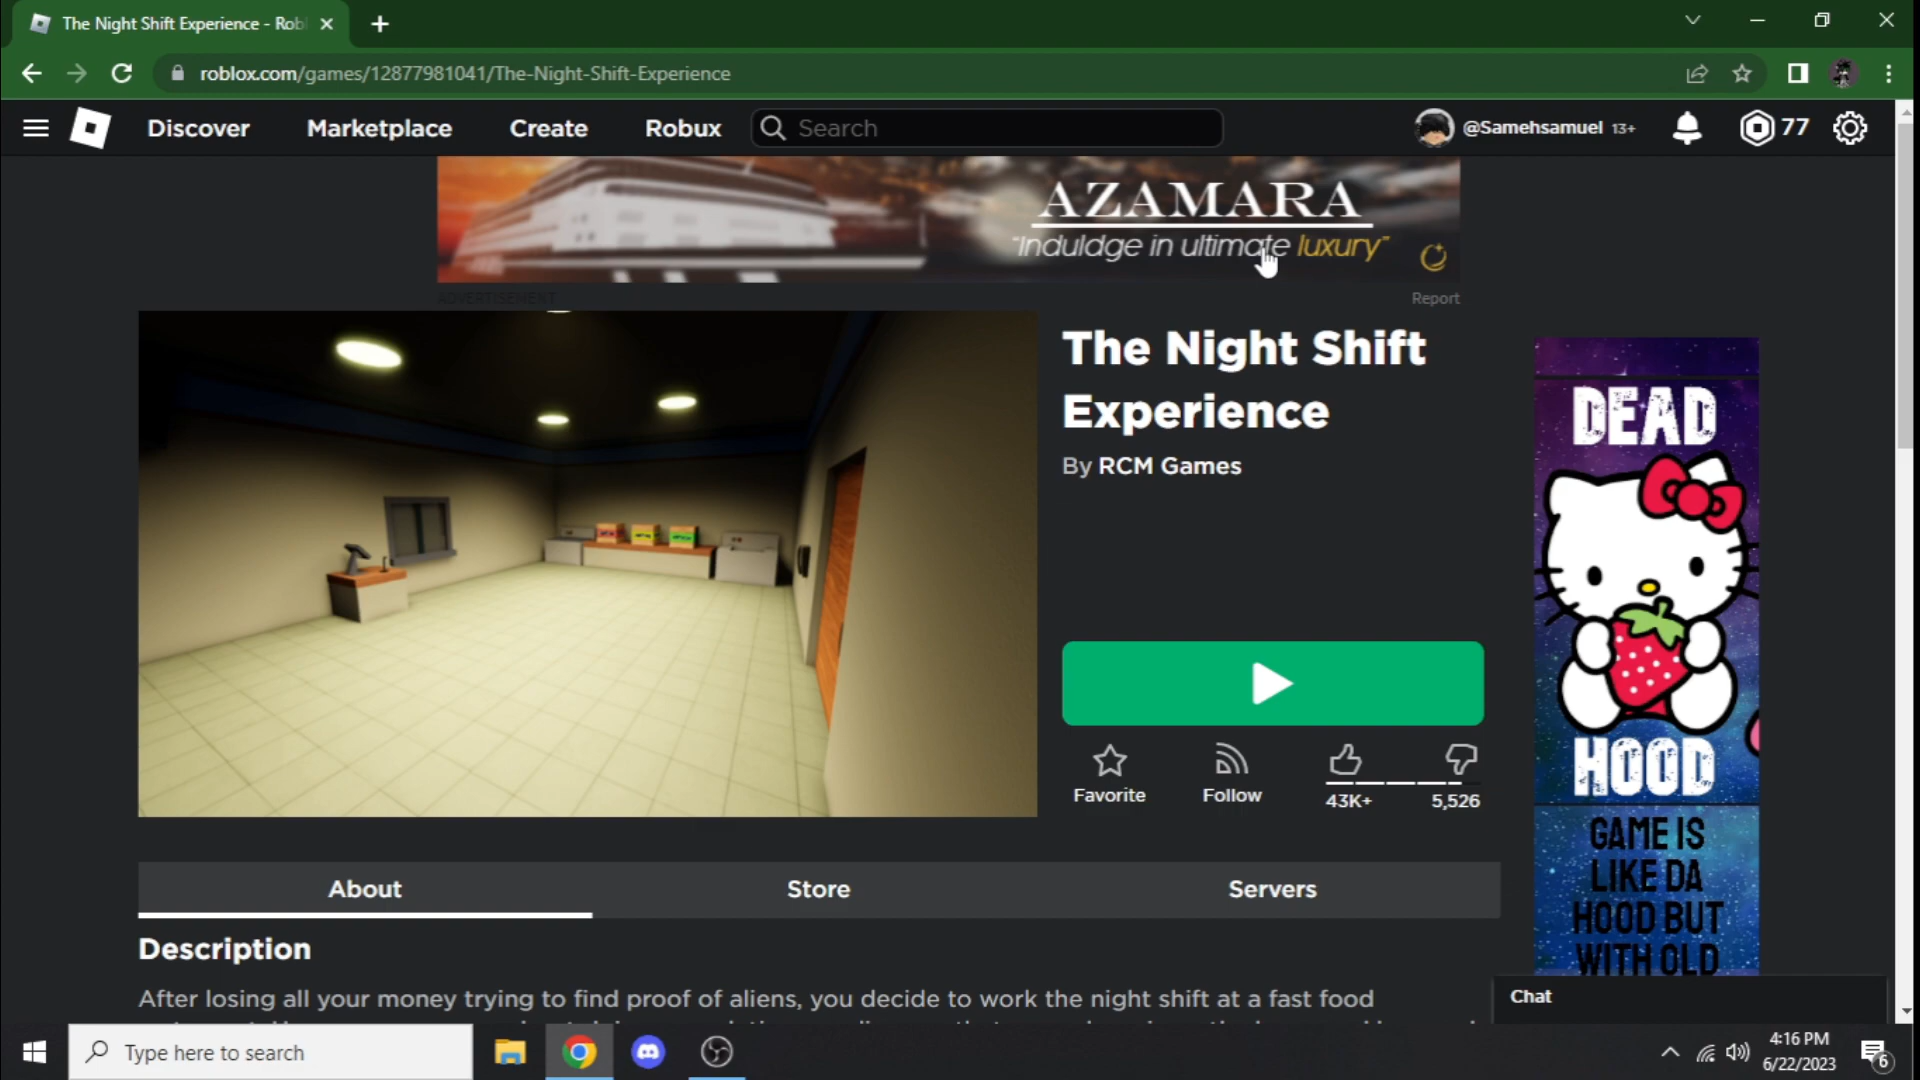 The Night Shift Experience - Rob
roblox.com/games/12877981041/The-Night-Shift-Experience
Discover
Marketplace
Create
Robux
Search
@Samehsamuel 13+
77
AZAMARA
"Induldge in ultimate luxury"
ADVERTISEMENT
Report
The Night Shift
Experience
By RCM Games
Favorite
Follow
43K+
5,526
DEAD
HOOD
GAME IS
LIKE DA
HOOD BUT
WITH OLD
About
Store
Servers
Description
After losing all your money trying to find proof of aliens, you decide to work the night shift at a fast food
Chat
Type here to search
4:16 PM
6/22/2023
6